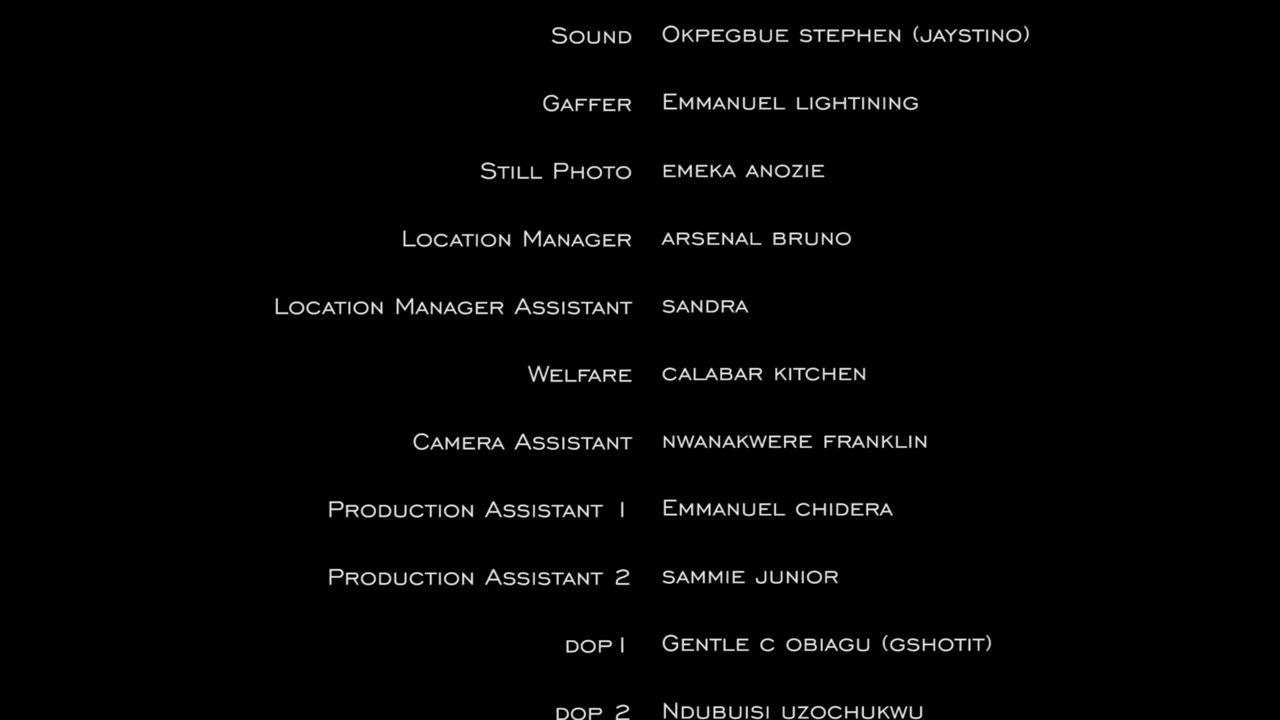 Sound Okpegbue stephen (jaystino)
Gaffer Emmanuel lightining
Still Photo emeka anozie
Location Manager arsenal bruno
Location Manager Assistant sandra
Welfare calabar kitchen
Camera Assistant nwanakwere franklin
Production Assistant 1 Emmanuel chidera
Production Assistant 2 sammie junior
dop 1 Gentle c obiagu (gshotit)
dop 2 Ndubuisi uzochukwu